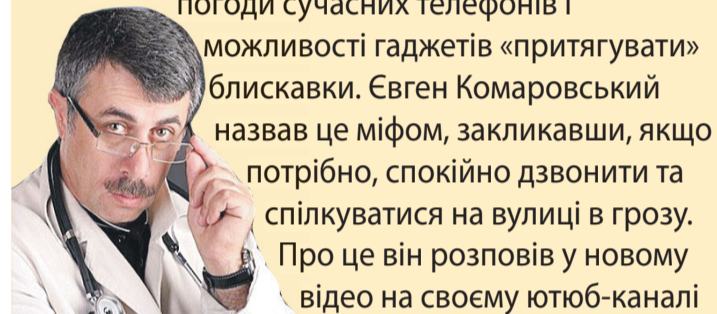 погоди сучасних телефонів і
можливості гаджетів «притягувати»
блискавки. Євген Комаровський
назвав це міфом, закликавши, якщо
потрібно, спокійно дзвонити та
спілкуватися на вулиці в грозу.
Про це він розповів у новому
відео на своєму ютюб-каналі